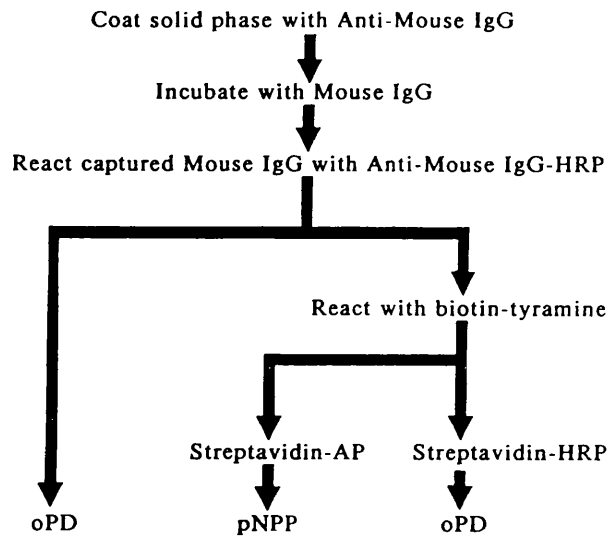 Coat solid phase with Anti-Mouse IgG
Incubate with Mouse IgG
React captured Mouse IgG with Anti-Mouse IgG-HRP
React with biotin-tyramine
Streptavidin-AP
Streptavidin-HRP
oPD
pNPP
oPD